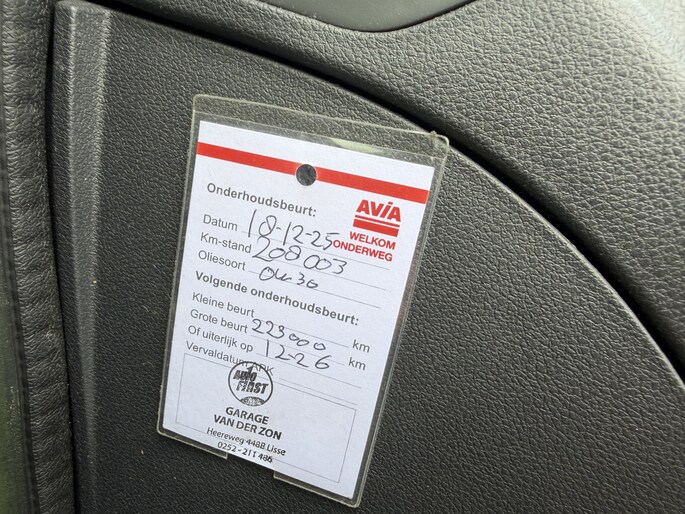 Onderhoudsbeurt:
AVIA
WELKOM
ONDERWEG
Datum 18-12-25
Km-stand 208003
Oliesoort 0w30
Volgende onderhoudsbeurt:
Kleine beurt km
Grote beurt 223000 km
Of uiterlijk op 12-26
Vervaldatum APK
1
AUTO
FIRST
GARAGE
VAN DER ZON
Heereweg 448B Lisse
0252-211 486